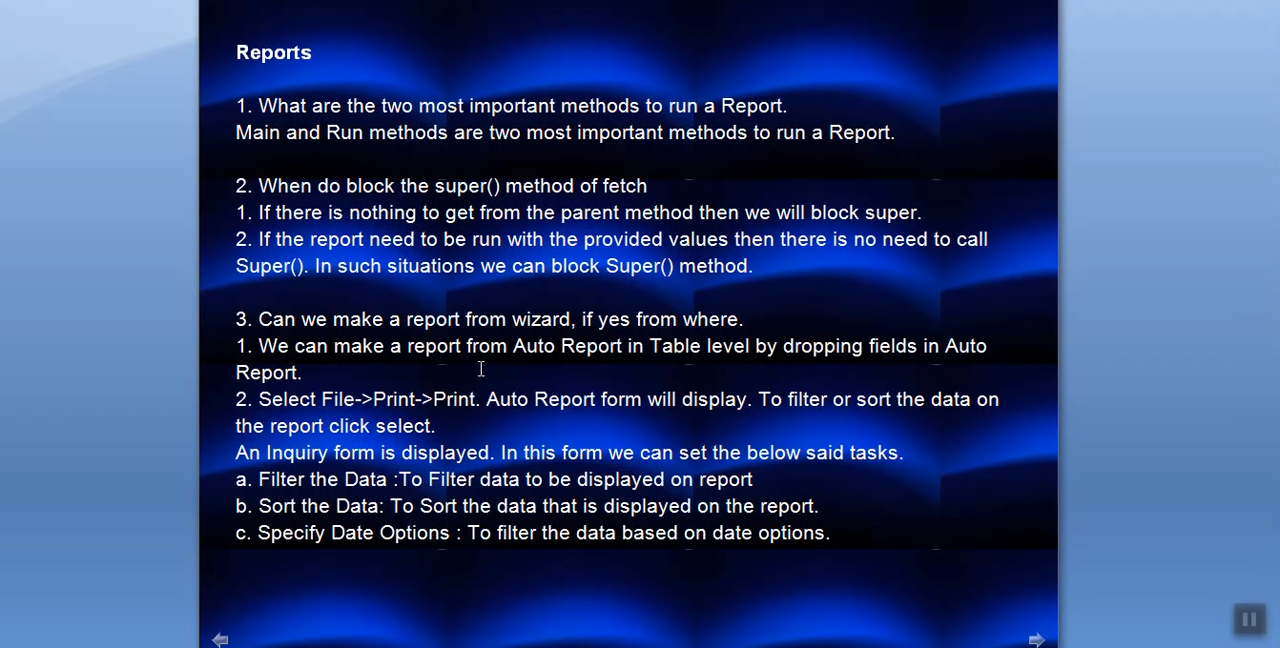 Reports
1. What are the two most important methods to run a Report.
Main and Run methods are two most important methods to run a Report.
2. When do block the super() method of fetch
1. If there is nothing to get from the parent method then we will block super.
2. If the report need to be run with the provided values then there is no need to call
Super(). In such situations we can block Super() method.
3. Can we make a report from wizard, if yes from where.
1. We can make a report from Auto Report in Table level by dropping fields in Auto
Report.
2. Select File->Print->Print. Auto Report form will display. To filter or sort the data on
the report click select.
An Inquiry form is displayed. In this form we can set the below said tasks.
a. Filter the Data :To Filter data to be displayed on report
b. Sort the Data: To Sort the data that is displayed on the report.
c. Specify Date Options : To filter the data based on date options.